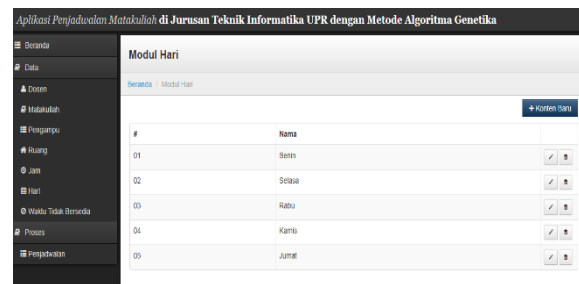 Aplikasi Penjadwalan Matakuliah di Jurusan Teknik Informatika UPR dengan Metode Algoritma Genetika
Beranda
Data
Dosen
Matakuliah
Pengampu
Ruang
Jam
Hari
Waktu Tidak Bersedia
Proses
Penjadwalan
Modul Hari
Beranda / Modul Hari
+ Konten Baru
# Nama
01 Senin
02 Selasa
03 Rabu
04 Kamis
05 Jumat